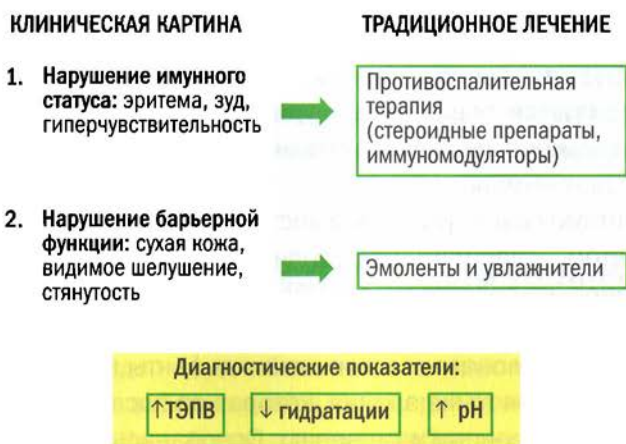 КЛИНИЧЕСКАЯ КАРТИНА
ТРАДИЦИОННОЕ ЛЕЧЕНИЕ
1. Нарушение имунного
статуса: эритема, зуд,
гиперчувствительность
Противоспалительная
терапия
(стероидные препараты,
иммуномодуляторы)
2. Нарушение барьерной
функции: сухая кожа,
видимое шелушение,
стянутость
Эмоленты и увлажнители
Диагностические показатели:
↑ТЭПВ
↓ гидратации
↑ pH